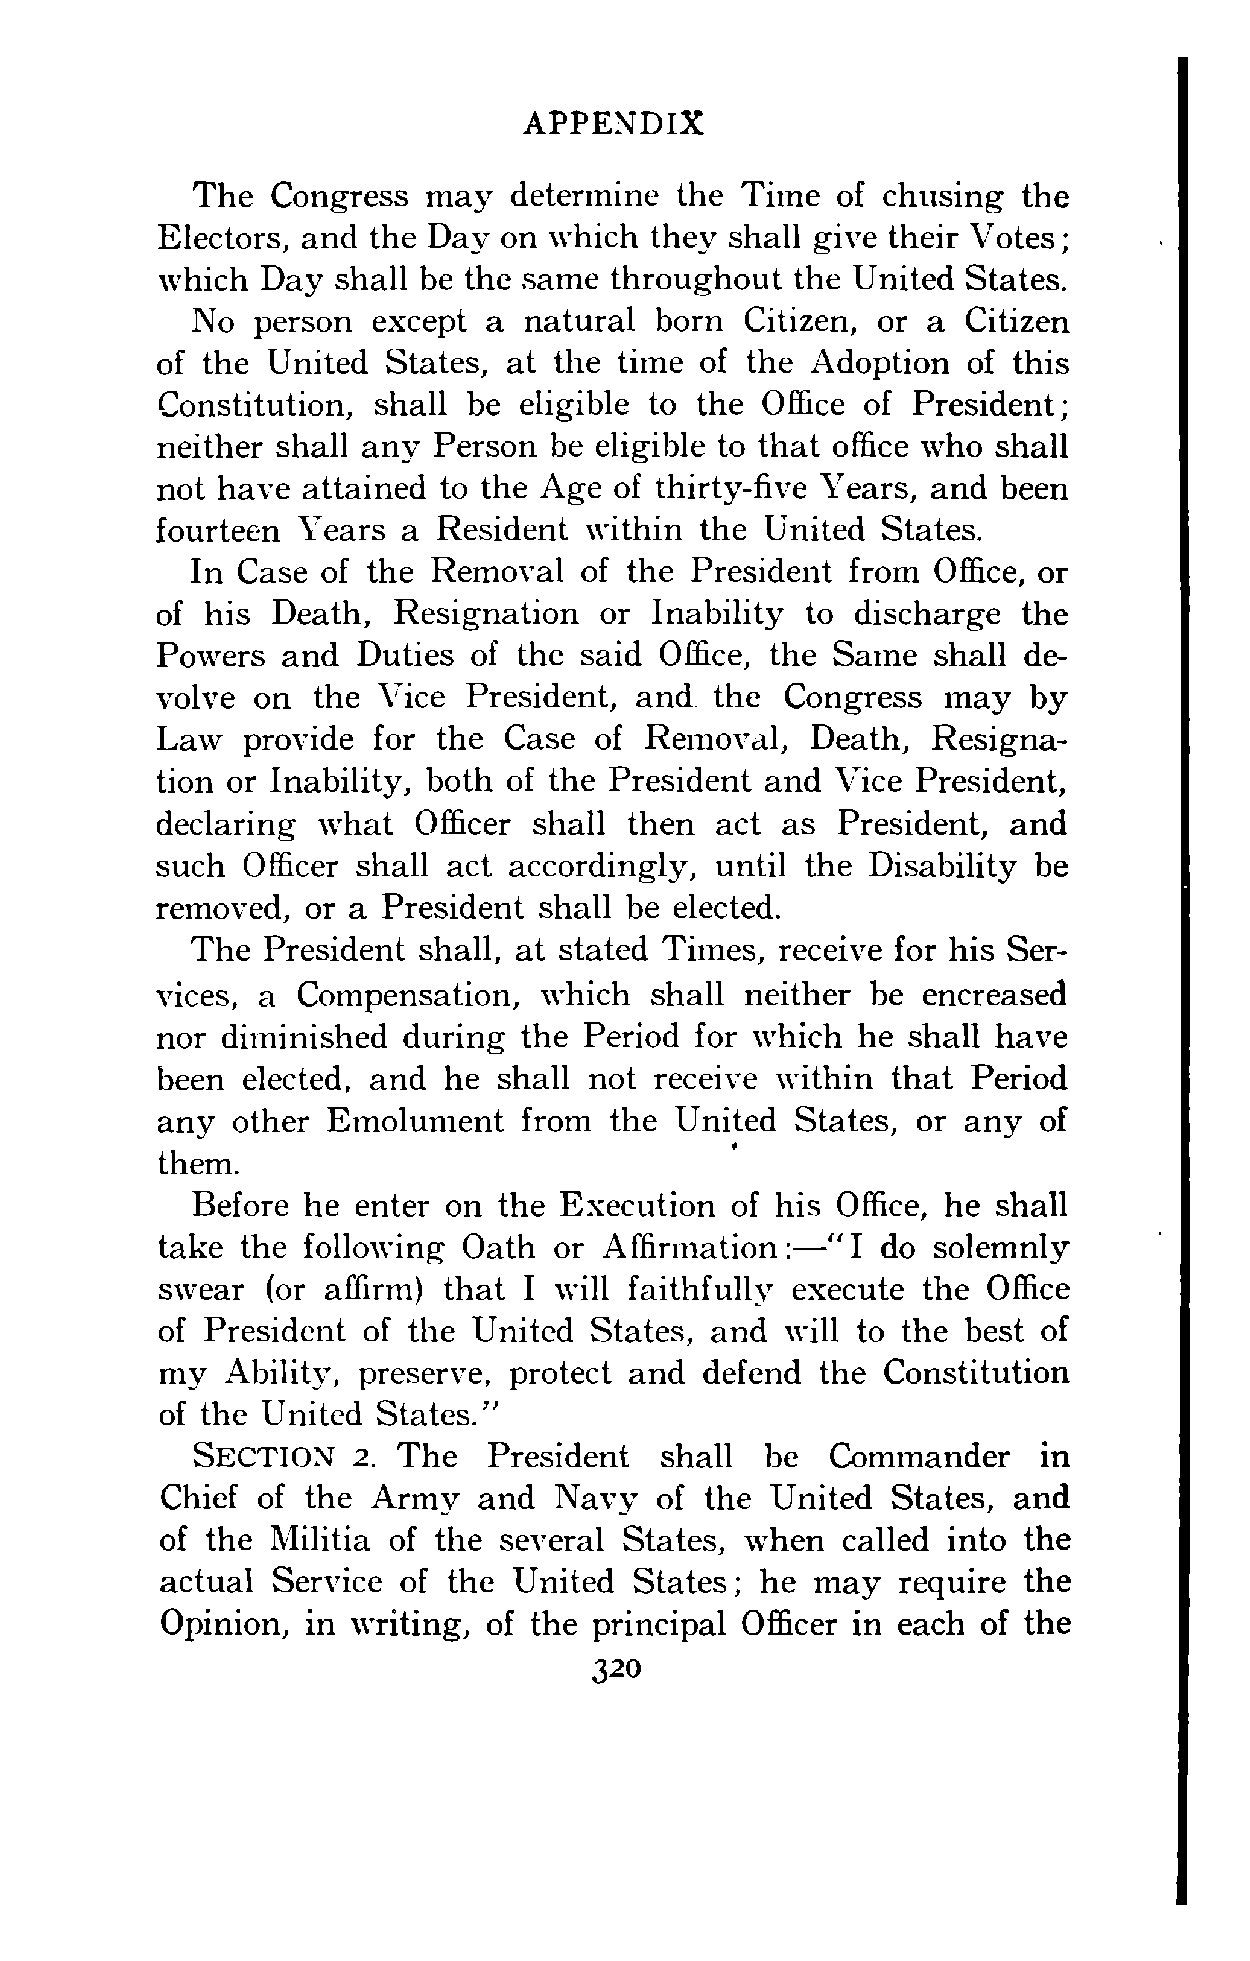 APPENDIX
The Congress may determine the Time of chusing the
Electors, and the Day on which they shall give their Votes;
which Day shall be the same throughout the United States.
No person except a natural born Citizen, or a Citizen
of the United States, at the time of the Adoption of this
Constitution, shall be eligible to the Office of President;
neither shall any Person be eligible to that office who shall
not have attained to the Age of thirty-five Years, and been
fourteen Years a Resident within the United States.
In Case of the Removal of the President from Office, or
of his Death, Resignation or Inability to discharge the
Powers and Duties of the said Office, the Same shall de-
volve on the Vice President, and the Congress may by
Law provide for the Case of Removal, Death, Resigna-
tion or Inability, both of the President and Vice President,
declaring what Officer shall then act as President, and
such Officer shall act accordingly, until the Disability be
removed, or a President shall be elected.
The President shall, at stated Times, receive for his Ser-
vices, a Compensation, which shall neither be encreased
nor diminished during the Period for which he shall have
been elected, and he shall not receive within that Period
any other Emolument from the United States, or any of
them.
Before he enter on the Execution of his Office, he shall
take the following Oath or Affirmation:—"I do solemnly
swear (or affirm) that I will faithfully execute the Office
of President of the United States, and will to the best of
my Ability, preserve, protect and defend the Constitution
of the United States."
SECTION 2. The President shall be Commander in
Chief of the Army and Navy of the United States, and
of the Militia of the several States, when called into the
actual Service of the United States; he may require the
Opinion, in writing, of the principal Officer in each of the
320